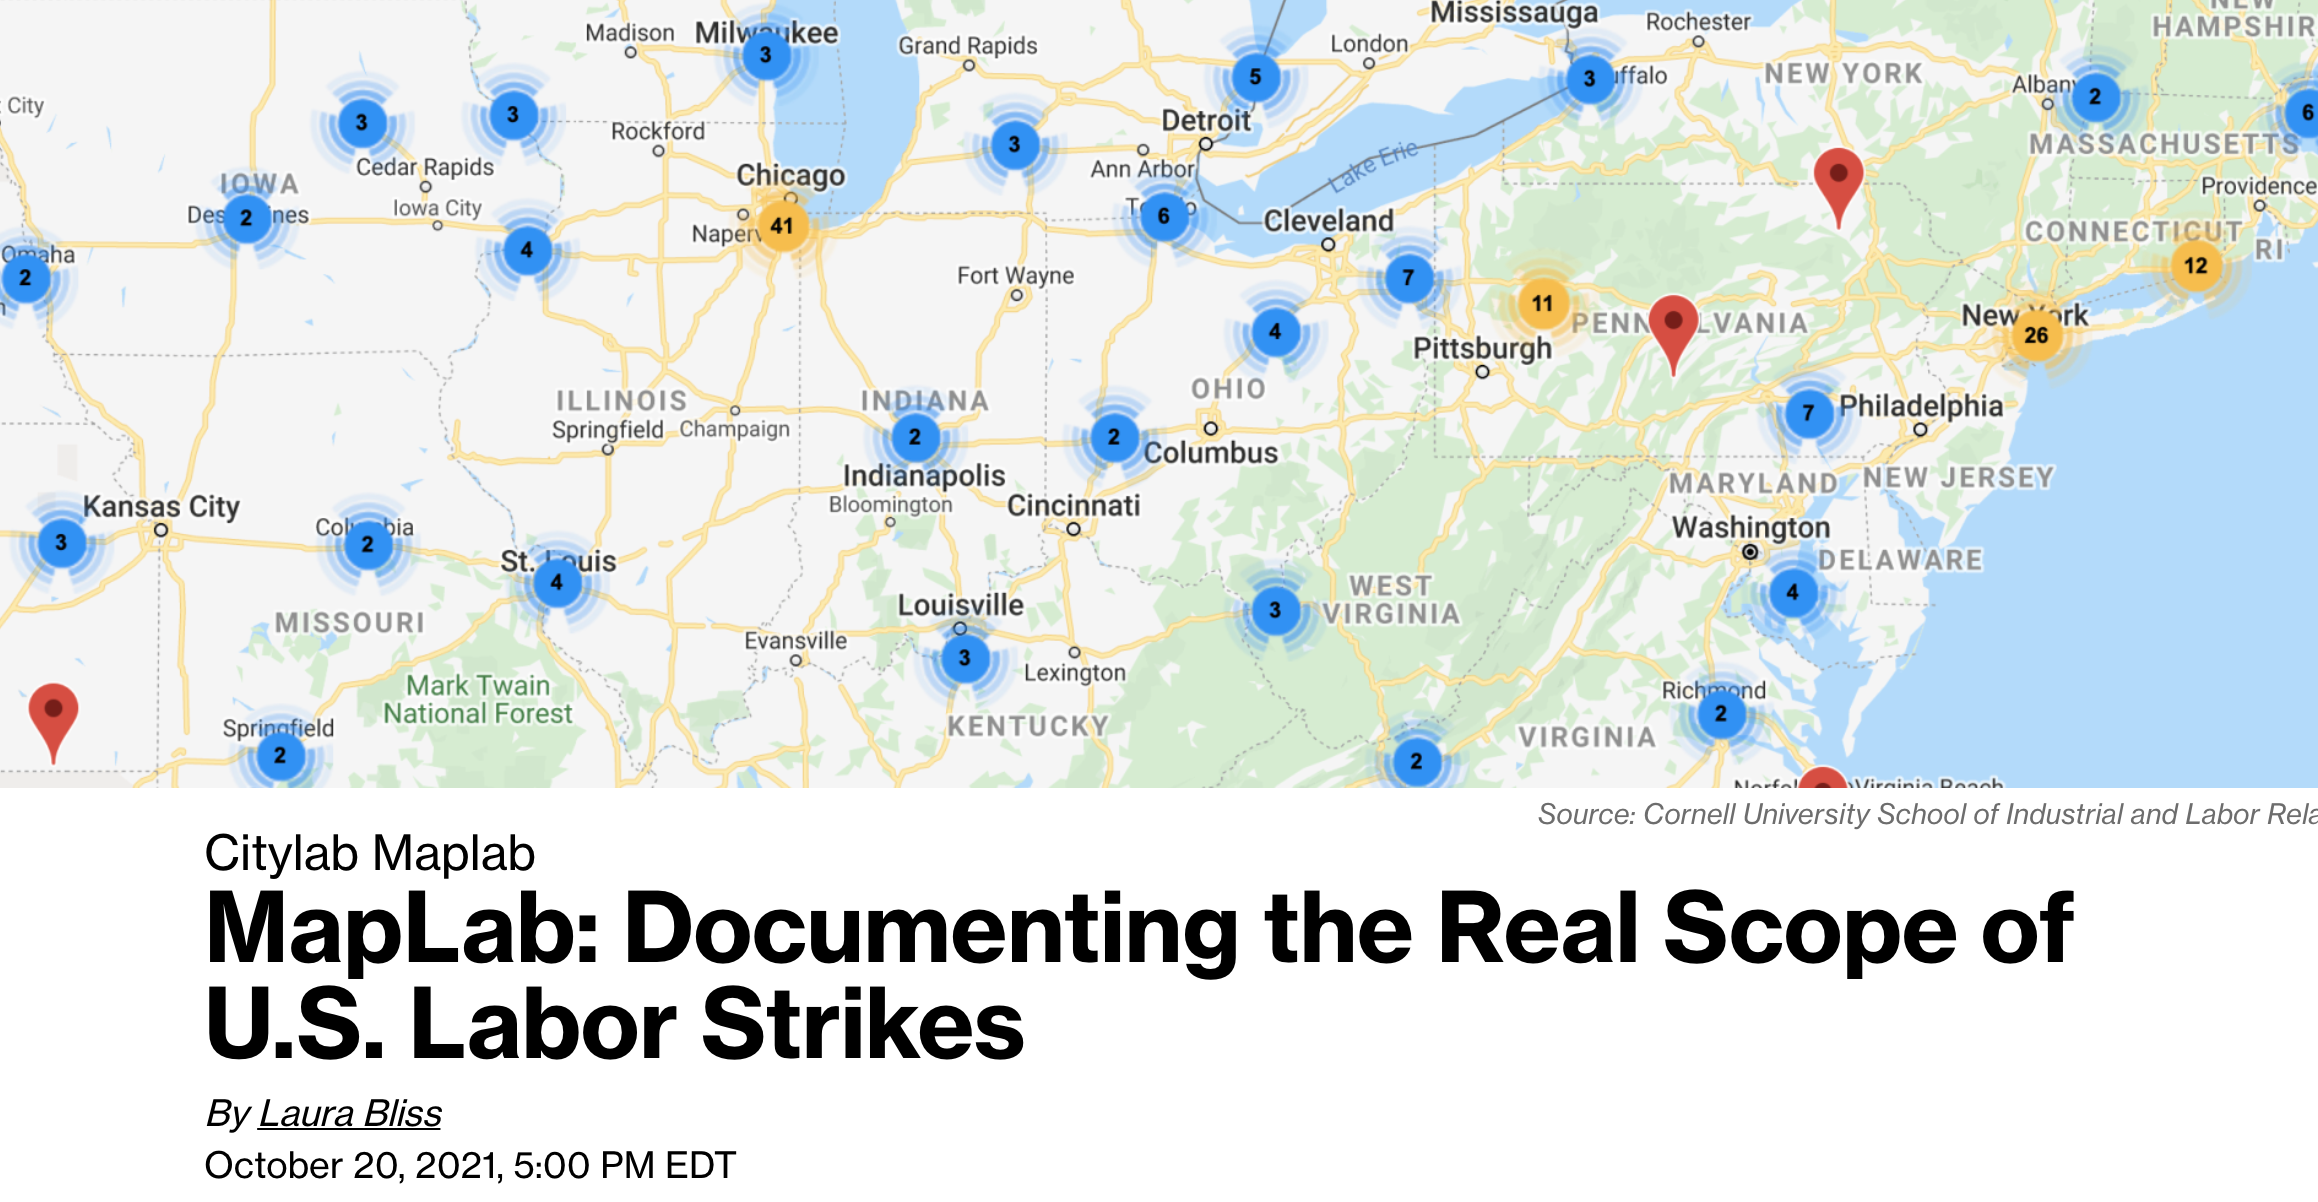 Mississauga
Rochester
NEW
HAMPSHIR
Madison
Milwaukee
3
Grand Rapids
London
5
3
NEW YORK
Albany
2
6
City
3
3
Rockford
Detroit
3
Ann Arbor
Lake Erie
MASSACHUSETTS
Cedar Rapids
IOWA
Chicago
Providence
Iowa City
2
41
6
Cleveland
CONNECTICUT
RI
Omaha
2
4
Fort Wayne
7
12
11
4
PENN LVANIA
New York
26
Pittsburgh
ILLINOIS
INDIANA
OHIO
Springfield
Champaign
2
2
Columbus
7
Philadelphia
Indianapolis
MARYLAND
NEW JERSEY
Kansas City
Bloomington
Cincinnati
3
Columbia
2
Washington
St. Louis
4
DELAWARE
WEST
VIRGINIA
3
4
MISSOURI
Louisville
Evansville
3
Lexington
Mark Twain
National Forest
Richmond
2
Springfield
2
KENTUCKY
VIRGINIA
2
Virginia Beach
Source: Cornell University School of Industrial and Labor Rela
Citylab Maplab
MapLab: Documenting the Real Scope of
U.S. Labor Strikes
By Laura Bliss
October 20, 2021, 5:00 PM EDT